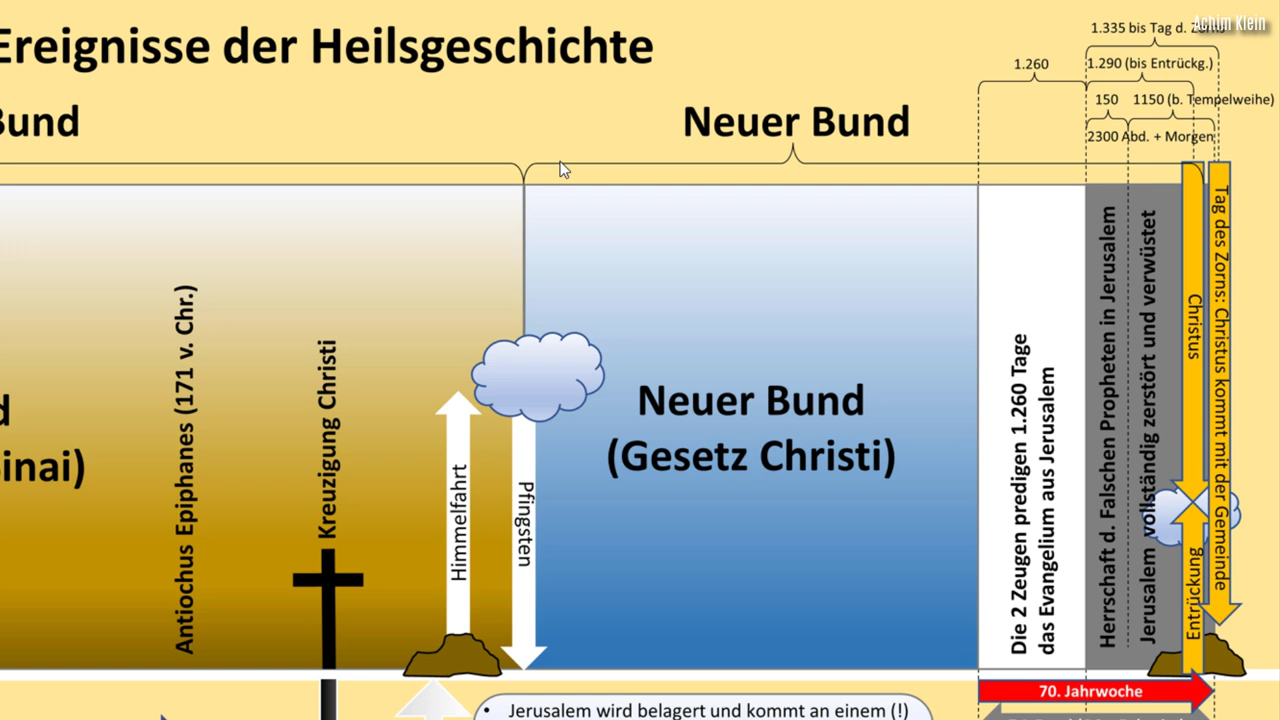 Achim Klein
Ereignisse der Heilsgeschichte
1.335 bis Tag d. Zorns
1.260
1.290 (bis Entrückg.)
150
1150 (b. Tempelweihe)
2300 Abd. + Morgen
Bund
Neuer Bund
inai)
Antiochus Epiphanes (171 v. Chr.)
Kreuzigung Christi
Himmelfahrt
Pfingsten
Neuer Bund
(Gesetz Christi)
Die 2 Zeugen predigen 1.260 Tage
das Evangelium aus Jerusalem
Herrschaft d. Falschen Propheten in Jerusalem
Jerusalem vollständig zerstört und verwüstet
Christus
Entrückung
Tag des Zorns: Christus kommt mit der Gemeinde
70. Jahrwoche
• Jerusalem wird belagert und kommt an einem (!)